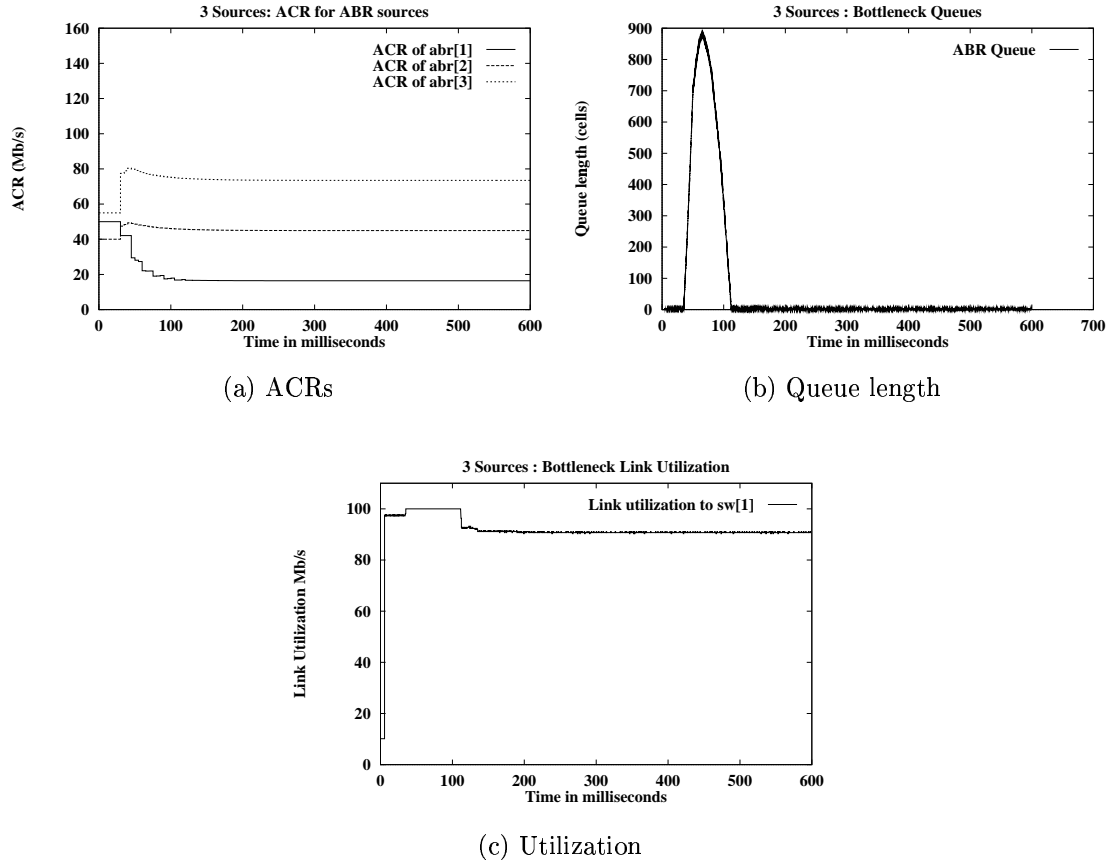 3 Sources: ACR for ABR sources
ACR (Mb/s)
160
140
120
100
80
60
40
20
0
ACR of abr[1]
ACR of abr[2]
ACR of abr[3]
0 100 200 300 400 500 600
Time in milliseconds
(a) ACRs
3 Sources : Bottleneck Queues
Queue length (cells)
900
800
700
600
500
400
300
200
100
0
ABR Queue
0 100 200 300 400 500 600 700
Time in milliseconds
(b) Queue length
3 Sources : Bottleneck Link Utilization
Link Utilization Mb/s
100
80
60
40
20
0
Link utilization to sw[1]
0 100 200 300 400 500 600
Time in milliseconds
(c) Utilization